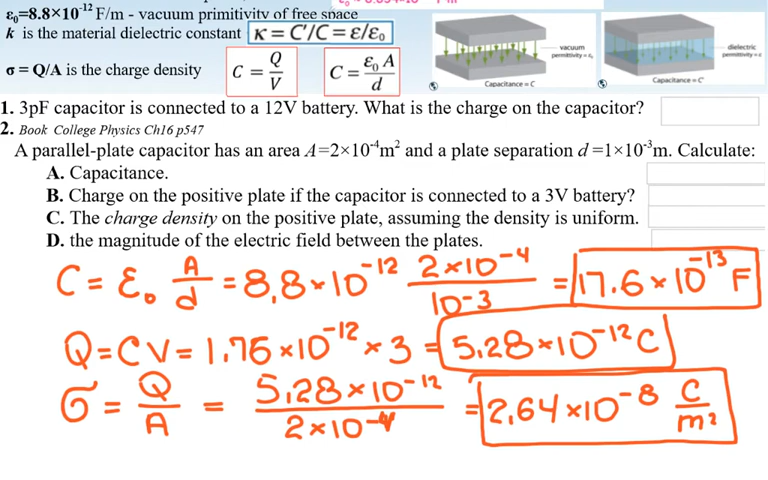 ε₀=8.8×10⁻¹² F/m - vacuum primitivity of free space
k is the material dielectric constant K = C'/C = ε/ε₀
σ = Q/A is the charge density C = Q/V C = ε₀ A/d
vacuum permittivity = ε₀
Capacitance = C
dielectric permittivity = ε
Capacitance = C'
1. 3pF capacitor is connected to a 12V battery. What is the charge on the capacitor?
2. Book College Physics Ch16 p547
A parallel-plate capacitor has an area A=2×10⁻⁴m² and a plate separation d =1×10⁻³m. Calculate:
A. Capacitance.
B. Charge on the positive plate if the capacitor is connected to a 3V battery?
C. The charge density on the positive plate, assuming the density is uniform.
D. the magnitude of the electric field between the plates.
C = ε₀ A/d = 8,8×10⁻¹² 2×10⁻⁴/10⁻³ = 17.6×10⁻¹³ F
Q = CV = 1,76×10⁻¹² × 3 = 5,28×10⁻¹² C
σ = Q/A = 5,28×10⁻¹²/2×10⁻⁴ = 2,64×10⁻⁸ C/m²